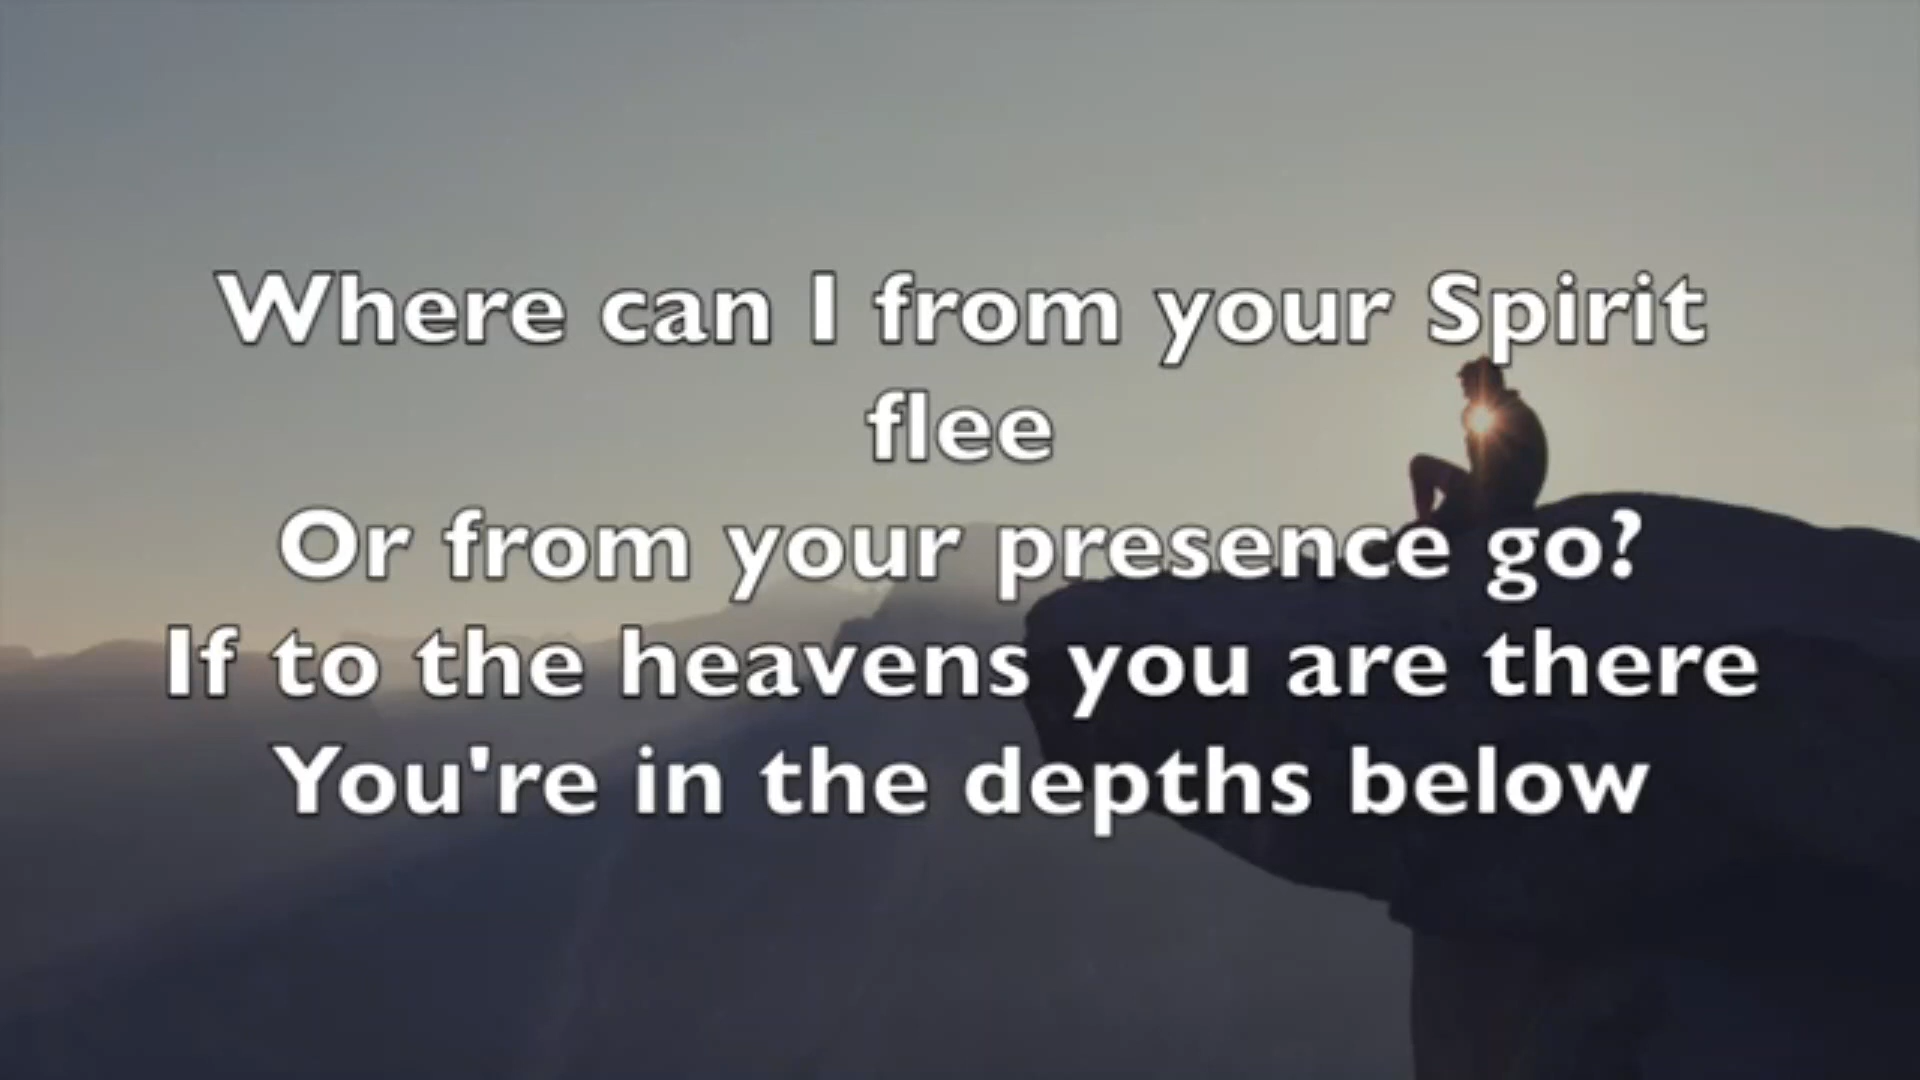 Where can I from your Spirit
flee
Or from your presence go?
If to the heavens you are there
You're in the depths below